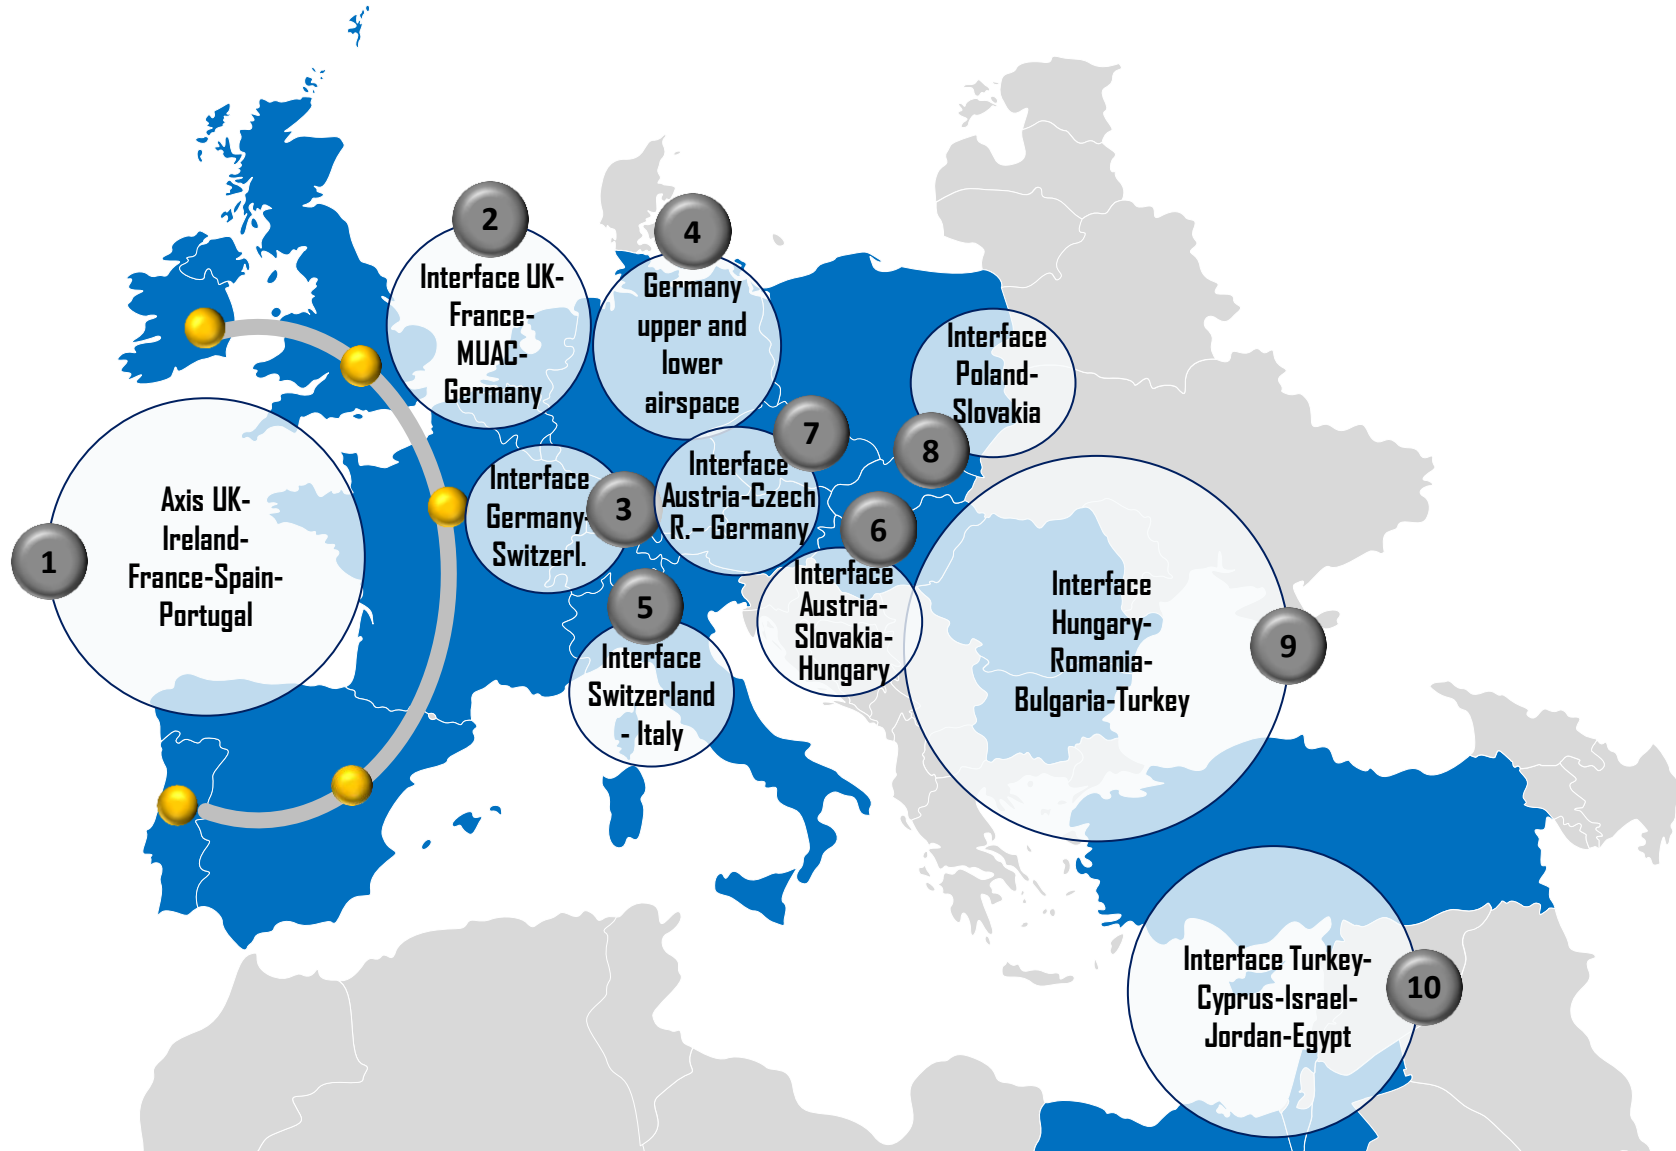 1
Axis UK-
Ireland-
France-Spain-
Portugal
2
Interface UK-
France-
MUAC-
Germany
3
Interface
Germany-
Switzerl.
4
Germany
upper and
lower
airspace
5
Interface
Switzerland
- Italy
6
Interface
Austria-
Slovakia-
Hungary
7
Interface
Austria-Czech
R.– Germany
8
Interface
Poland-
Slovakia
9
Interface
Hungary-
Romania-
Bulgaria-Turkey
10
Interface Turkey-
Cyprus-Israel-
Jordan-Egypt